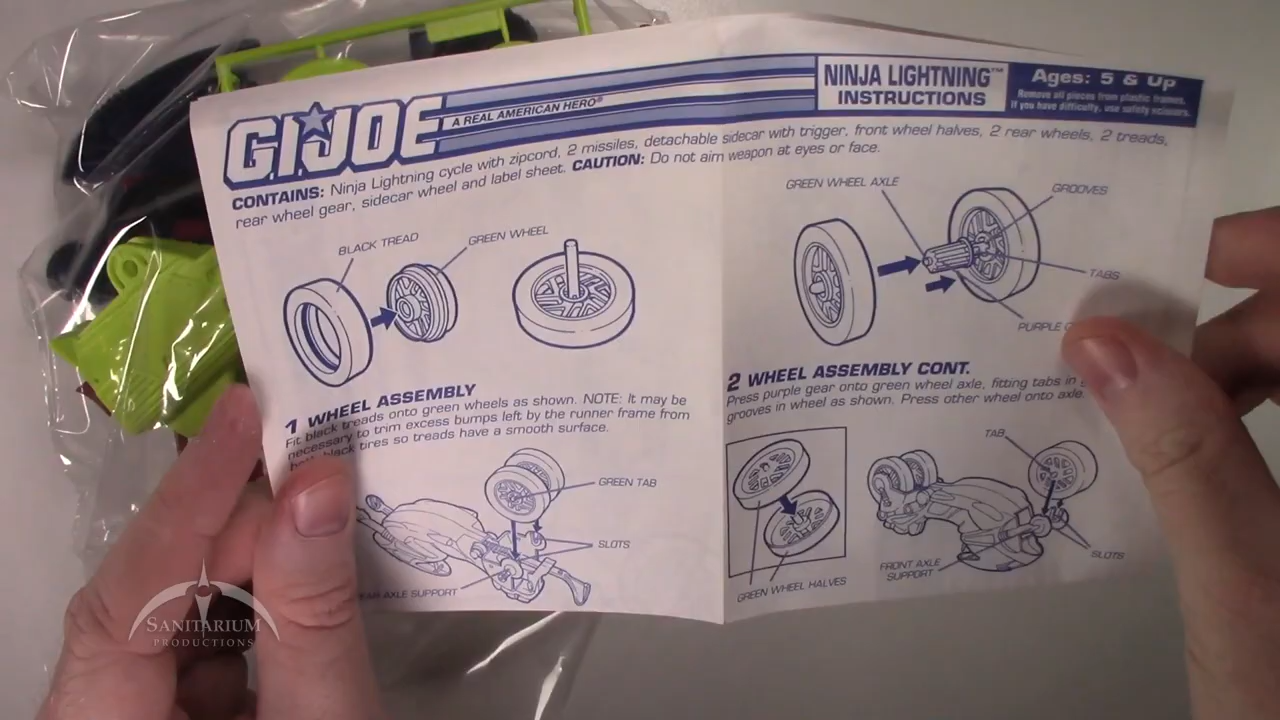 G.I. JOE
A REAL AMERICAN HERO®
NINJA LIGHTNING™
INSTRUCTIONS
Ages: 5 & Up
Remove all pieces from plastic frames.
If you have difficulty, use safety scissors.
CONTAINS: Ninja Lightning cycle with zipcord, 2 missiles, detachable sidecar with trigger, front wheel halves, 2 rear wheels, 2 treads,
rear wheel gear, sidecar wheel and label sheet. CAUTION: Do not aim weapon at eyes or face.
BLACK TREAD
GREEN WHEEL
1 WHEEL ASSEMBLY
Fit black treads onto green wheels as shown. NOTE: It may be
necessary to trim excess bumps left by the runner frame from
black tires so treads have a smooth surface.
GREEN WHEEL AXLE
GROOVES
TABS
PURPLE
2 WHEEL ASSEMBLY CONT.
Press purple gear onto green wheel axle, fitting tabs in
grooves in wheel as shown. Press other wheel onto axle.
GREEN TAB
SLOTS
REAR AXLE SUPPORT
GREEN WHEEL HALVES
TAB
FRONT AXLE
SUPPORT
SLOTS
SANITARIUM
PRODUCTIONS